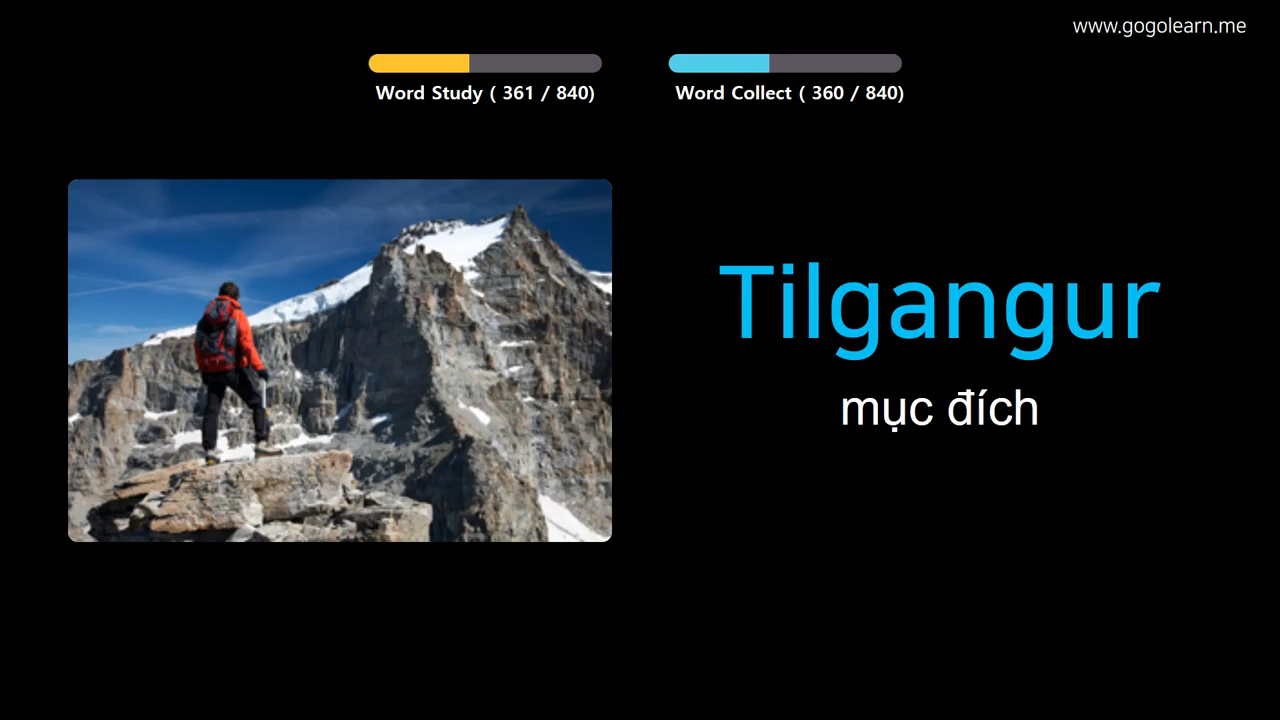 www.gogolearn.me
Word Study ( 361 / 840)
Word Collect ( 360 / 840)
Tilgangur
mục đích